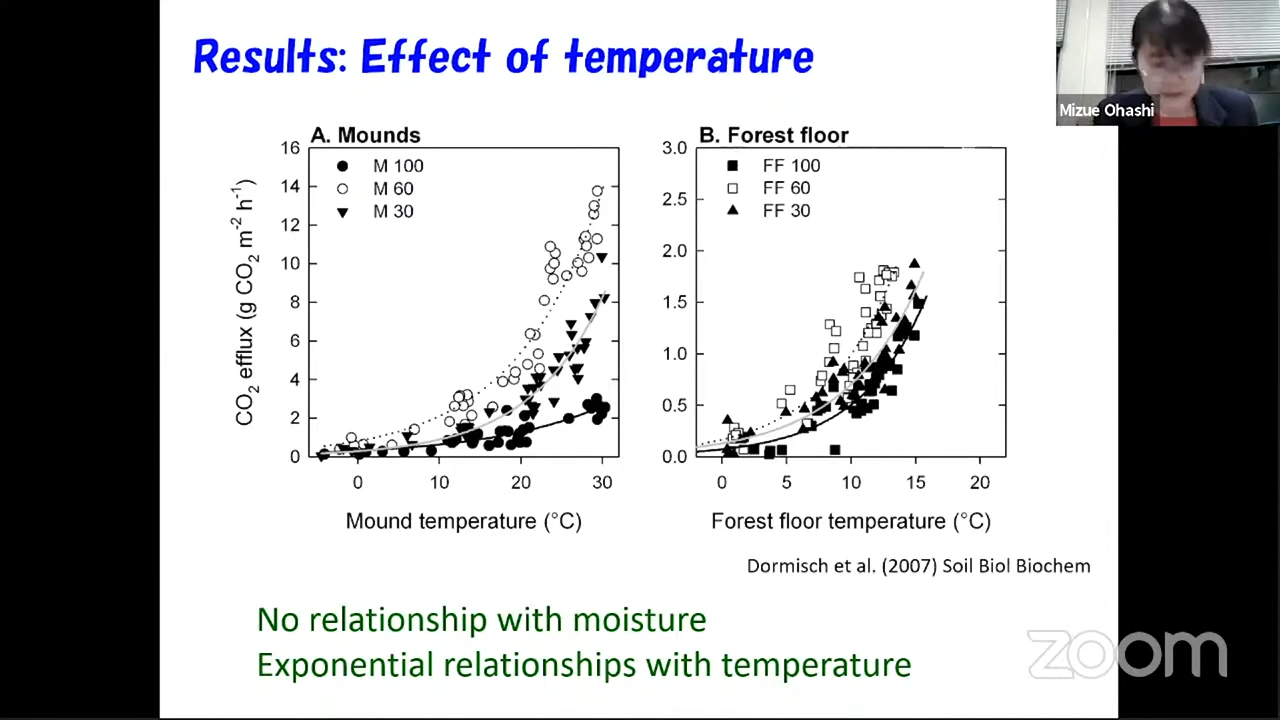 Results: Effect of temperature
Mizue Ohashi
A. Mounds
16
14
12
10
8
6
4
2
0
M 100
M 60
M 30
CO₂ efflux (g CO₂ m⁻² h⁻¹)
0
10
20
30
Mound temperature (°C)
B. Forest floor
3.0
2.5
2.0
1.5
1.0
0.5
0.0
FF 100
FF 60
FF 30
0
5
10
15
20
Forest floor temperature (°C)
Dormisch et al. (2007) Soil Biol Biochem
No relationship with moisture
Exponential relationships with temperature
zoom